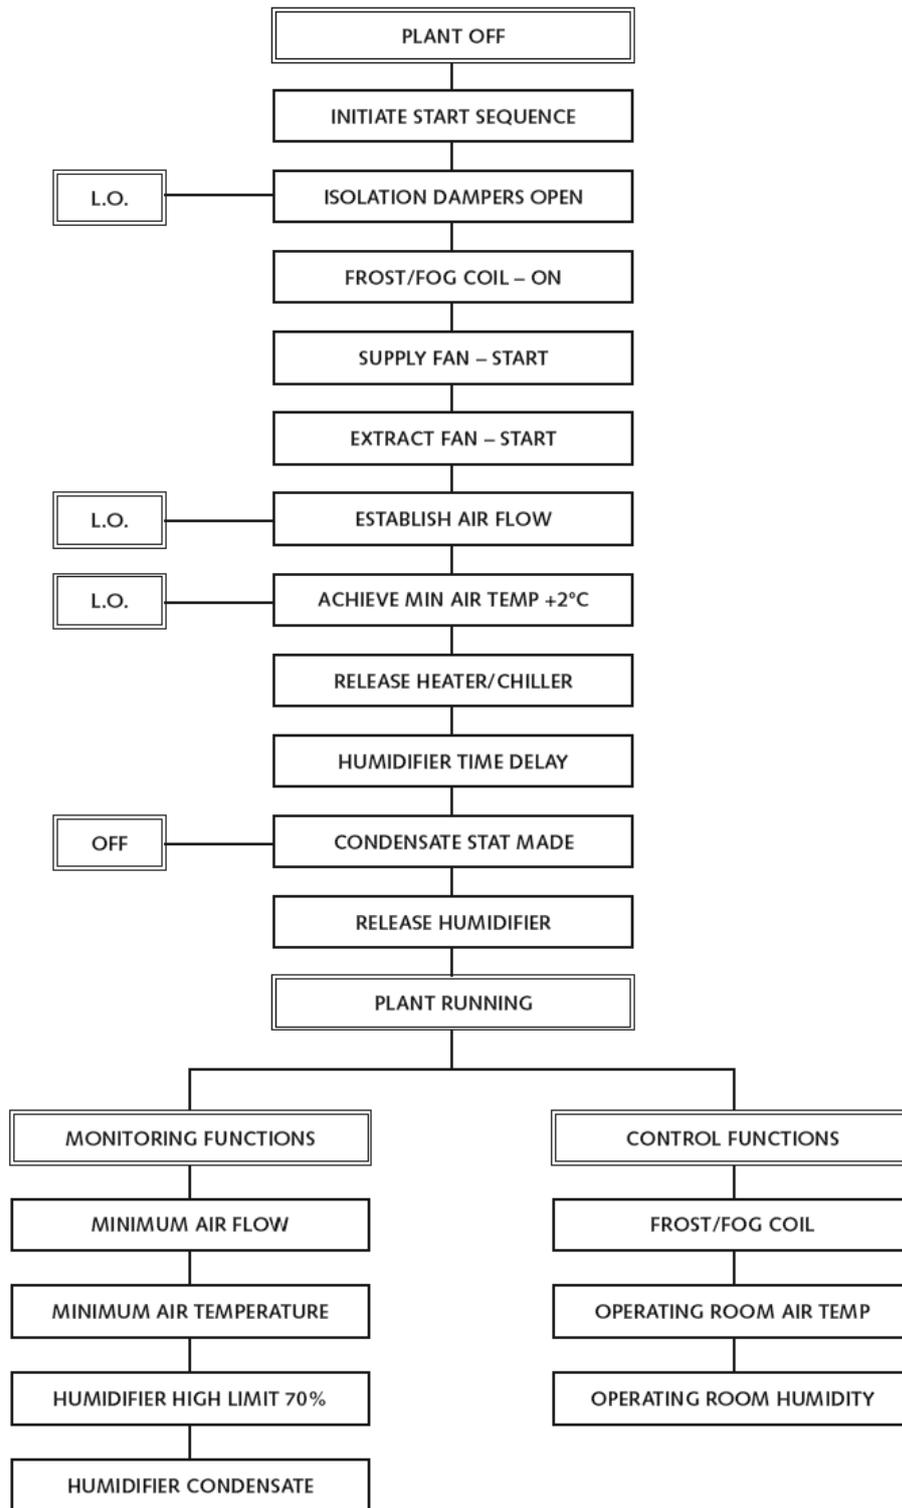 PLANT OFF
INITIATE START SEQUENCE
L.O.
ISOLATION DAMPERS OPEN
FROST/FOG COIL – ON
SUPPLY FAN – START
EXTRACT FAN – START
L.O.
ESTABLISH AIR FLOW
L.O.
ACHIEVE MIN AIR TEMP +2°C
RELEASE HEATER/CHILLER
HUMIDIFIER TIME DELAY
OFF
CONDENSATE STAT MADE
RELEASE HUMIDIFIER
PLANT RUNNING
MONITORING FUNCTIONS
MINIMUM AIR FLOW
MINIMUM AIR TEMPERATURE
HUMIDIFIER HIGH LIMIT 70%
HUMIDIFIER CONDENSATE
CONTROL FUNCTIONS
FROST/FOG COIL
OPERATING ROOM AIR TEMP
OPERATING ROOM HUMIDITY